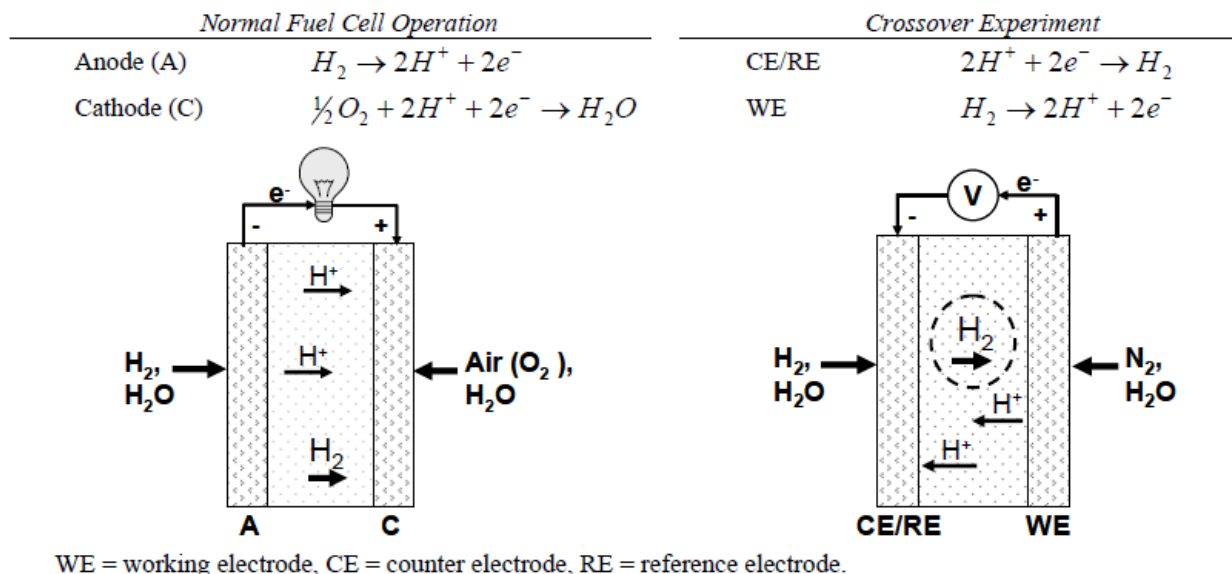 Normal Fuel Cell Operation Crossover Experiment
Anode (A) H₂ → 2H⁺ + 2e⁻ CE/RE 2H⁺ + 2e⁻ → H₂
Cathode (C) ½O₂ + 2H⁺ + 2e⁻ → H₂O WE H₂ → 2H⁺ + 2e⁻
e⁻
- +
H⁺
H⁺
H₂, H₂O
Air (O₂), H₂O
H₂
A C
V e⁻
- +
H₂
H₂, H₂O
N₂, H₂O
H⁺
H⁺
CE/RE WE
WE = working electrode, CE = counter electrode, RE = reference electrode.